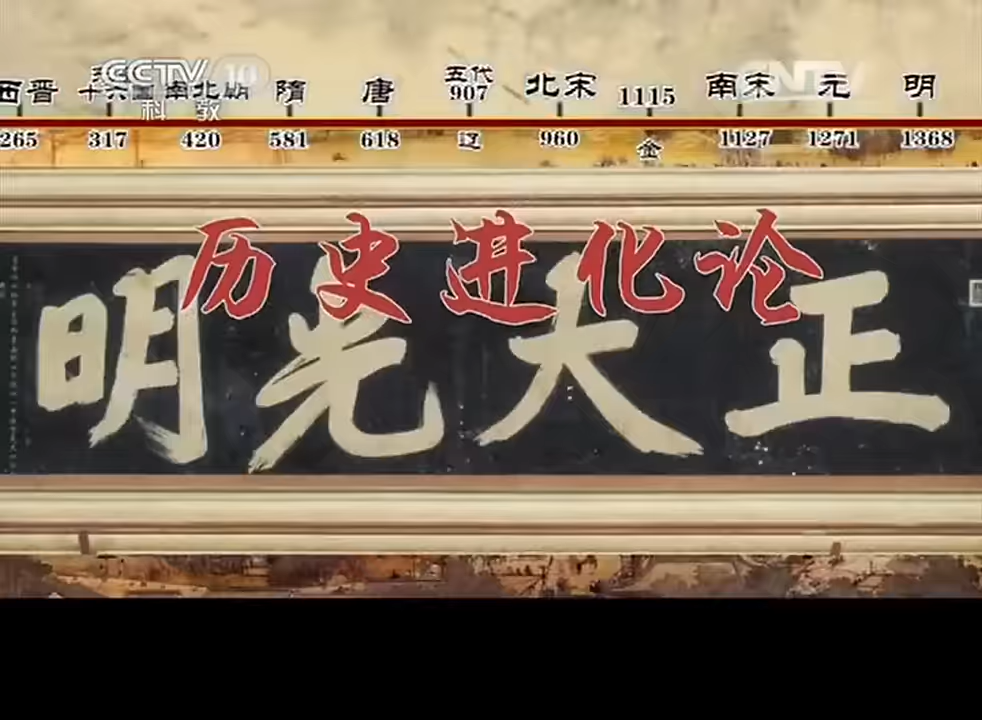 CCTV 10
科 教
CNTV
西晋 十六国 南北朝 隋 唐 五代 北宋 南宋 元 明
907 1115
265 317 420 581 618 辽 960 金 1127 1271 1368
历史进化论
明光大正